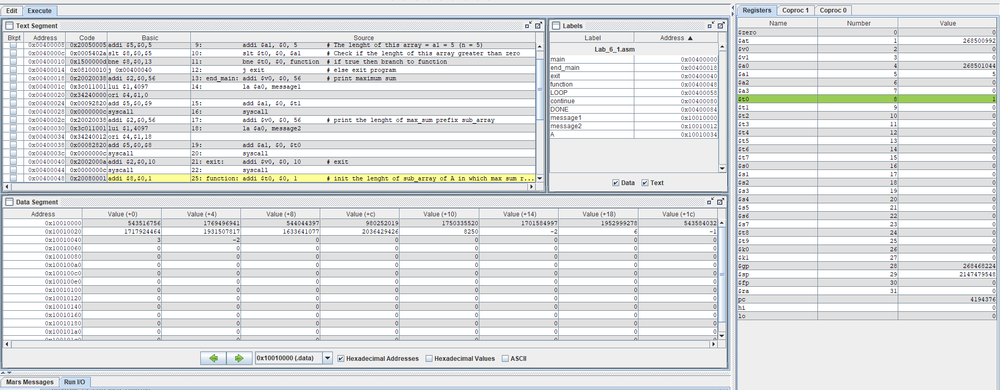 Edit Execute
Text Segment
Bkpt Address Code Basic Source
0x00400008 0x20050005 addi $5,$0,5 9: addi $a1, $0, 5 # The lenght of this array = a1 = 5 (n = 5)
0x0040000c 0x0005402a slt $8,$0,$5 10: slt $t0, $0, $a1 # Check if the lenght of this array greater than zero
0x00400010 0x1500000d bne $8,$0,13 11: bne $t0, $0, function # if true then branch to function
0x00400014 0x08100010 j 0x00400040 12: j exit # else exit program
0x00400018 0x20020038 addi $2,$0,56 13: end_main: addi $v0, $0, 56 # print maximum sum
0x0040001c 0x3c011001 lui $1,4097 14: la $a0, message1
0x00400020 0x34240000 ori $4,$1,0
0x00400024 0x00092820 add $5,$0,$9 15: add $a1, $0, $t1
0x00400028 0x0000000c syscall 16: syscall
0x0040002c 0x20020038 addi $2,$0,56 17: addi $v0, $0, 56 # print the lenght of max_sum prefix sub_array
0x00400030 0x3c011001 lui $1,4097 18: la $a0, message2
0x00400034 0x34240012 ori $4,$1,18
0x00400038 0x00082820 add $5,$0,$8 19: add $a1, $0, $t0
0x0040003c 0x0000000c syscall 20: syscall
0x00400040 0x2002000a addi $2,$0,10 21: exit: addi $v0, $0, 10 # exit
0x00400044 0x0000000c syscall 22: syscall
0x00400048 0x20080001 addi $8,$0,1 25: function: addi $t0, $0, 1 # init the lenght of sub_array of A in which max sum r...
Labels
Label Address ▲
Lab_6_1.asm
main 0x00400000
end_main 0x00400018
exit 0x00400040
function 0x00400048
LOOP 0x00400058
continue 0x00400080
DONE 0x00400084
message1 0x10010000
message2 0x10010012
A 0x10010034
Data Text
Data Segment
Address Value (+0) Value (+4) Value (+8) Value (+c) Value (+10) Value (+14) Value (+18) Value (+1c)
0x10010000 543516756 1769496941 544044397 980252019 1750335520 1701584997 1952999278 543584032
0x10010020 1717924464 1931507817 1633641077 2036429426 8250 -2 6 -1
0x10010040 3 -2 0 0 0 0 0 0
0x10010060 0 0 0 0 0 0 0 0
0x10010080 0 0 0 0 0 0 0 0
0x100100a0 0 0 0 0 0 0 0 0
0x100100c0 0 0 0 0 0 0 0 0
0x100100e0 0 0 0 0 0 0 0 0
0x10010100 0 0 0 0 0 0 0 0
0x10010120 0 0 0 0 0 0 0 0
0x10010140 0 0 0 0 0 0 0 0
0x10010160 0 0 0 0 0 0 0 0
0x10010180 0 0 0 0 0 0 0 0
0x100101a0 0 0 0 0 0 0 0 0
0x10010000 (.data) Hexadecimal Addresses Hexadecimal Values ASCII
Mars Messages Run I/O
Registers Coproc 1 Coproc 0
Name Number Value
$zero 0 0
$at 1 268500992
$v0 2 0
$v1 3 0
$a0 4 268501044
$a1 5 5
$a2 6 0
$a3 7 0
$t0 8 1
$t1 9 0
$t2 10 0
$t3 11 0
$t4 12 0
$t5 13 0
$t6 14 0
$t7 15 0
$s0 16 0
$s1 17 0
$s2 18 0
$s3 19 0
$s4 20 0
$s5 21 0
$s6 22 0
$s7 23 0
$t8 24 0
$t9 25 0
$k0 26 0
$k1 27 0
$gp 28 268468224
$sp 29 2147479548
$fp 30 0
$ra 31 0
pc 4194376
hi 0
lo 0